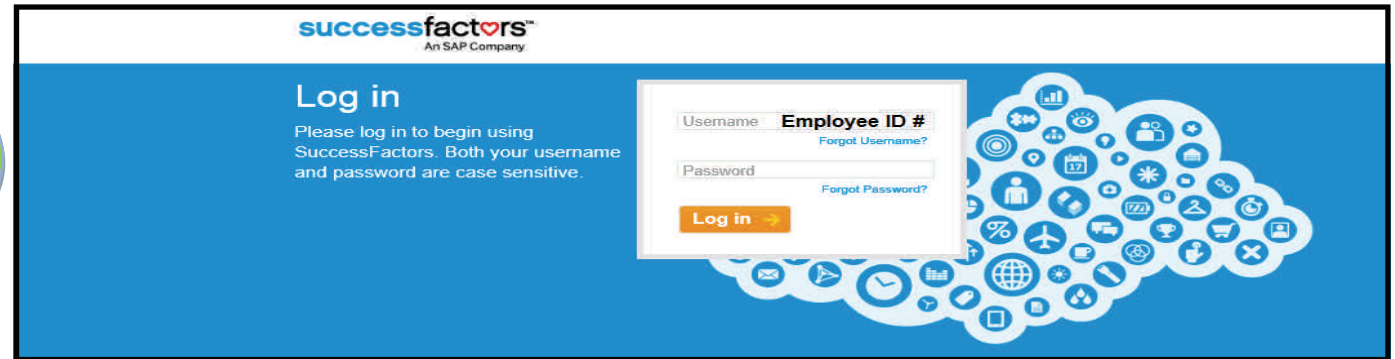 successfactors™
An SAP Company
Log in
Please log in to begin using
SuccessFactors. Both your username
and password are case sensitive.
Username Employee ID #
Forgot Username?
Password
Forgot Password?
Log in
17
%